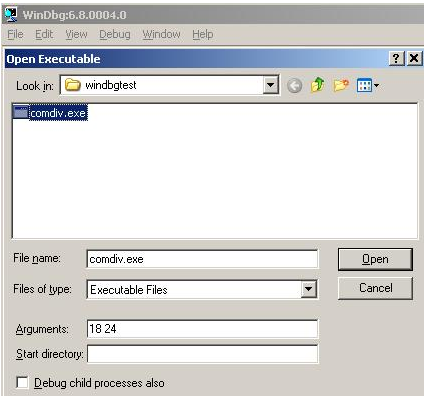 WinDbg:6.8.0004.0
File Edit View Debug Window Help
Open Executable
Look in: windbgtest
comdiv.exe
File name: comdiv.exe Open
Files of type: Executable Files Cancel
Arguments: 18 24
Start directory:
Debug child processes also